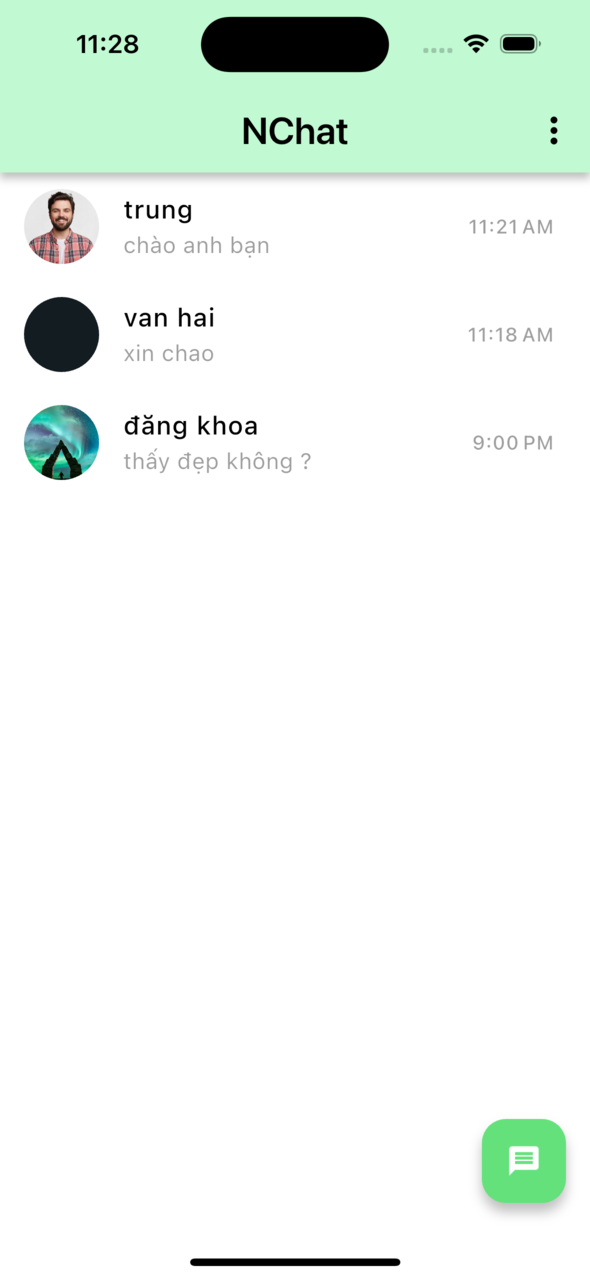 11:28
NChat
trung
chào anh bạn
11:21 AM
van hai
xin chao
11:18 AM
đăng khoa
thấy đẹp không ?
9:00 PM